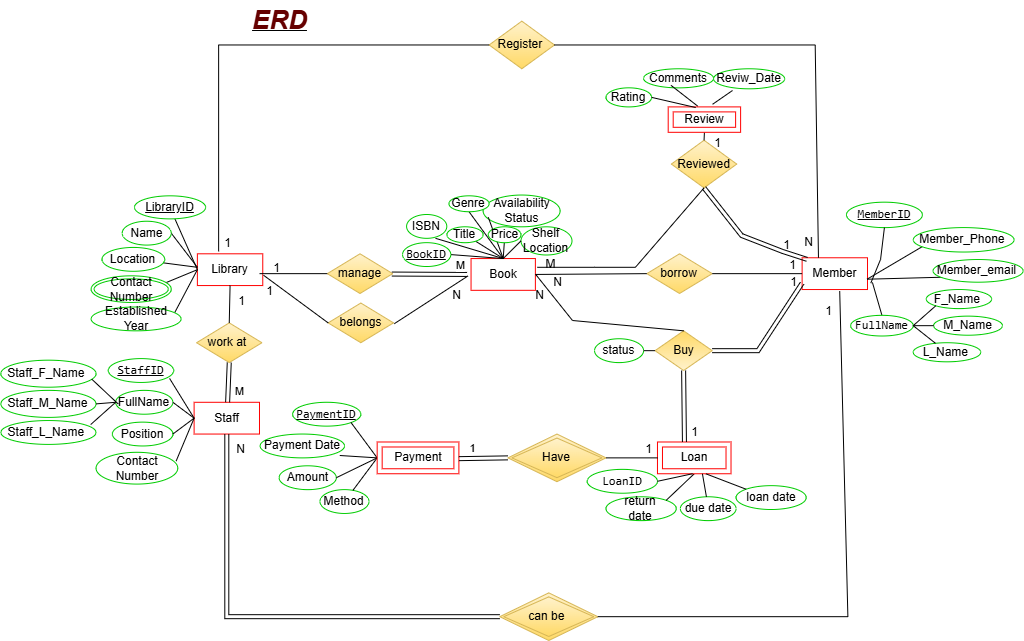 ERD
Register
Comments
Reviw_Date
Rating
Review
1
Reviewed
LibraryID
Name
Location
Contact
Number
Established
Year
Library
1
1
1
1
manage
belongs
M
N
Genre
Availability
Status
ISBN
Title
Price
Shelf
Location
BookID
Book
M
N
N
borrow
1
N
1
1
1
Member
MemberID
Member_Phone
Member_email
FullName
F_Name
M_Name
L_Name
work at
M
status
Buy
StaffID
Staff_F_Name
Staff_M_Name
Staff_L_Name
FullName
Position
Contact
Number
Staff
N
PaymentID
Payment Date
Amount
Method
Payment
1
Have
1
1
Loan
LoanID
return
date
due date
loan date
can be